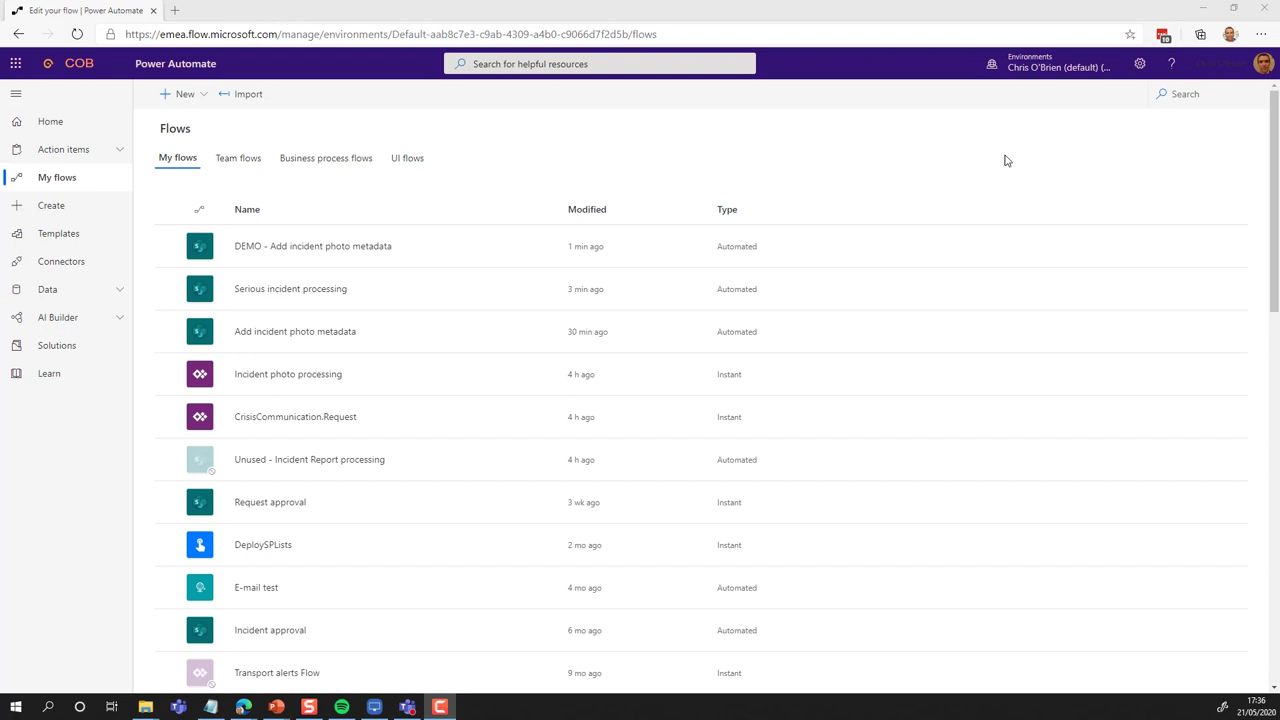 Edit your flow | Power Automate
https://emea.flow.microsoft.com/manage/environments/Default-aab8c7e3-c9ab-4309-a4b0-c9066d7f2d5b/flows
10
COB
Power Automate
Search for helpful resources
Environments
Chris O'Brien (default) (...
New
Import
Search
Home
Action items
My flows
Create
Templates
Connectors
Data
AI Builder
Solutions
Learn
Flows
My flows
Team flows
Business process flows
UI flows
Name
Modified
Type
DEMO - Add incident photo metadata
1 min ago
Automated
Serious incident processing
3 min ago
Automated
Add incident photo metadata
30 min ago
Automated
Incident photo processing
4 h ago
Instant
CrisisCommunication.Request
4 h ago
Instant
Unused - Incident Report processing
4 h ago
Automated
Request approval
3 wk ago
Instant
DeploySPLists
2 mo ago
Instant
E-mail test
4 mo ago
Automated
Incident approval
6 mo ago
Automated
Transport alerts Flow
9 mo ago
Instant
17:36
21/05/2020